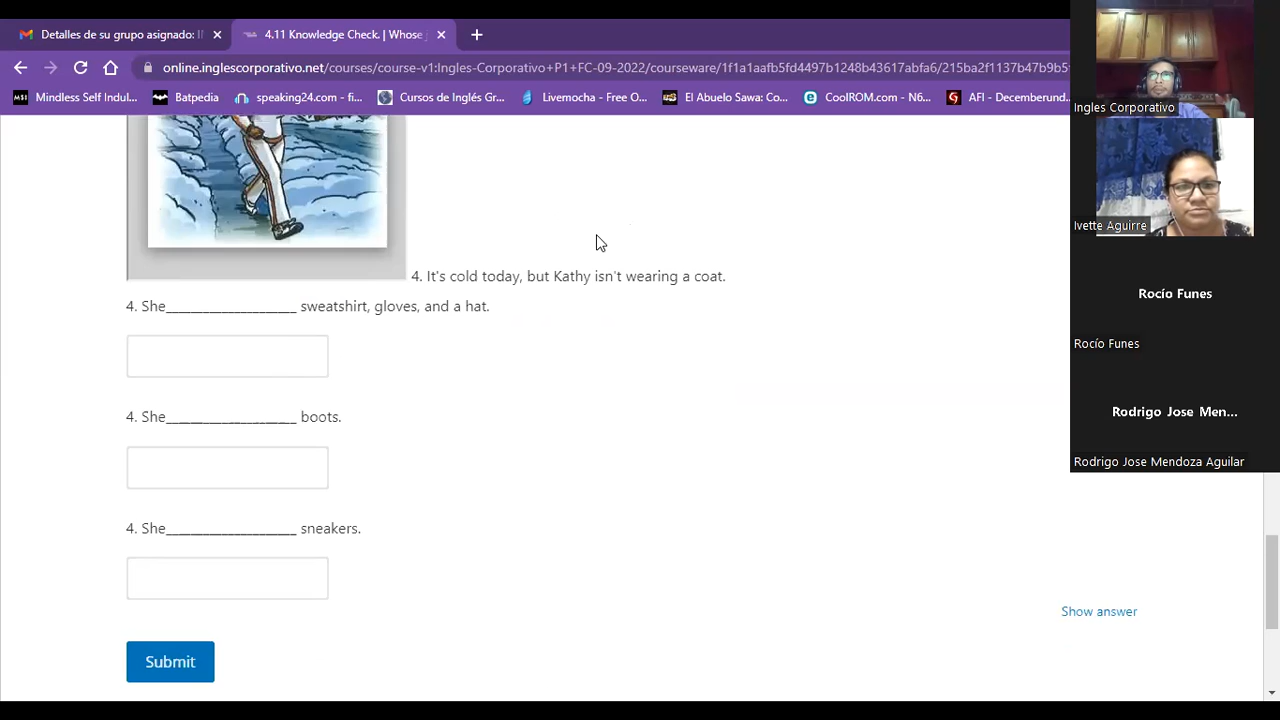 Detalles de su grupo asignado: I
4.11 Knowledge Check. | Whose
online.inglescorporativo.net/courses/course-v1:Ingles-Corporativo+P1+FC-09-2022/courseware/1f1a1aafb5fd4497b1248b43617abfa6/215ba2f1137b47b9b5
Mindless Self Indul...
Batpedia
speaking24.com - fi...
Cursos de Inglés Gr...
Livemocha - Free O...
El Abuelo Sawa: Co...
CoolROM.com - N6...
AFI - Decemberund...
Ingles Corporativo
Ivette Aguirre
Rocío Funes
Rocío Funes
Rodrigo Jose Men...
Rodrigo Jose Mendoza Aguilar
4. It's cold today, but Kathy isn't wearing a coat.
4. She____________________ sweatshirt, gloves, and a hat.
4. She____________________ boots.
4. She____________________ sneakers.
Show answer
Submit